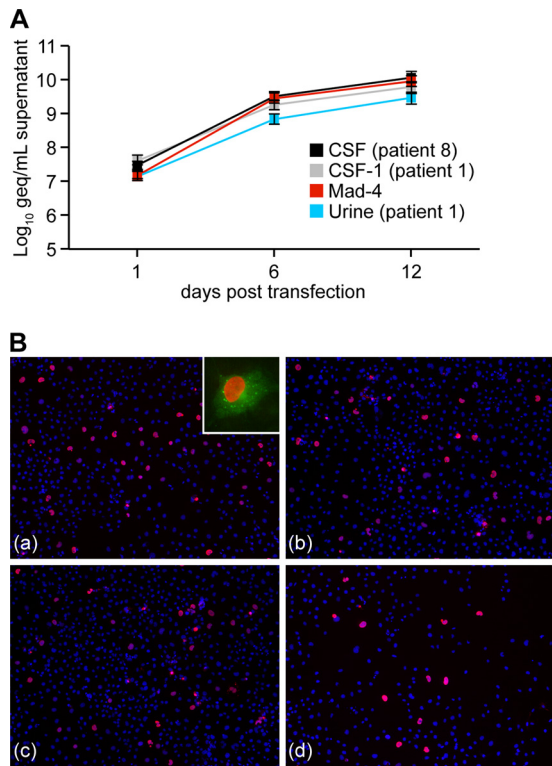 A
Log10 geq/mL supernatant
11
10
9
8
7
6
5
CSF (patient 8)
CSF-1 (patient 1)
Mad-4
Urine (patient 1)
1 6 12
days post transfection
B
(a)
(b)
(c)
(d)